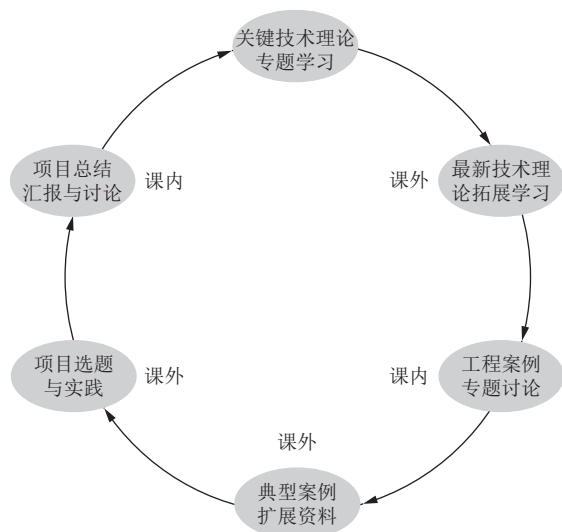 关键技术理论
专题学习
项目总结
汇报与讨论
课内
课外
最新技术理
论拓展学习
项目选题
与实践
课外
课内
工程案例
专题讨论
课外
典型案例
扩展资料